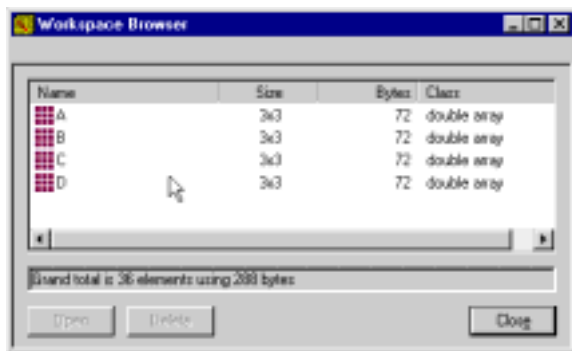 Workspace Browser
Name Size Bytes Class
A 3x3 72 double array
B 3x3 72 double array
C 3x3 72 double array
D 3x3 72 double array
Grand total is 36 elements using 288 bytes
Open Delete Close